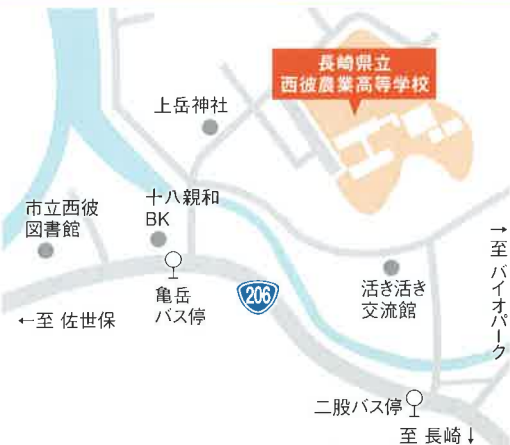 長崎県立
西彼農業高等学校
上岳神社
十八親和
BK
市立西彼
図書館
→至 バイオパーク
亀岳
バス停
206
活き活き
交流館
←至 佐世保
二股バス停
至 長崎↓